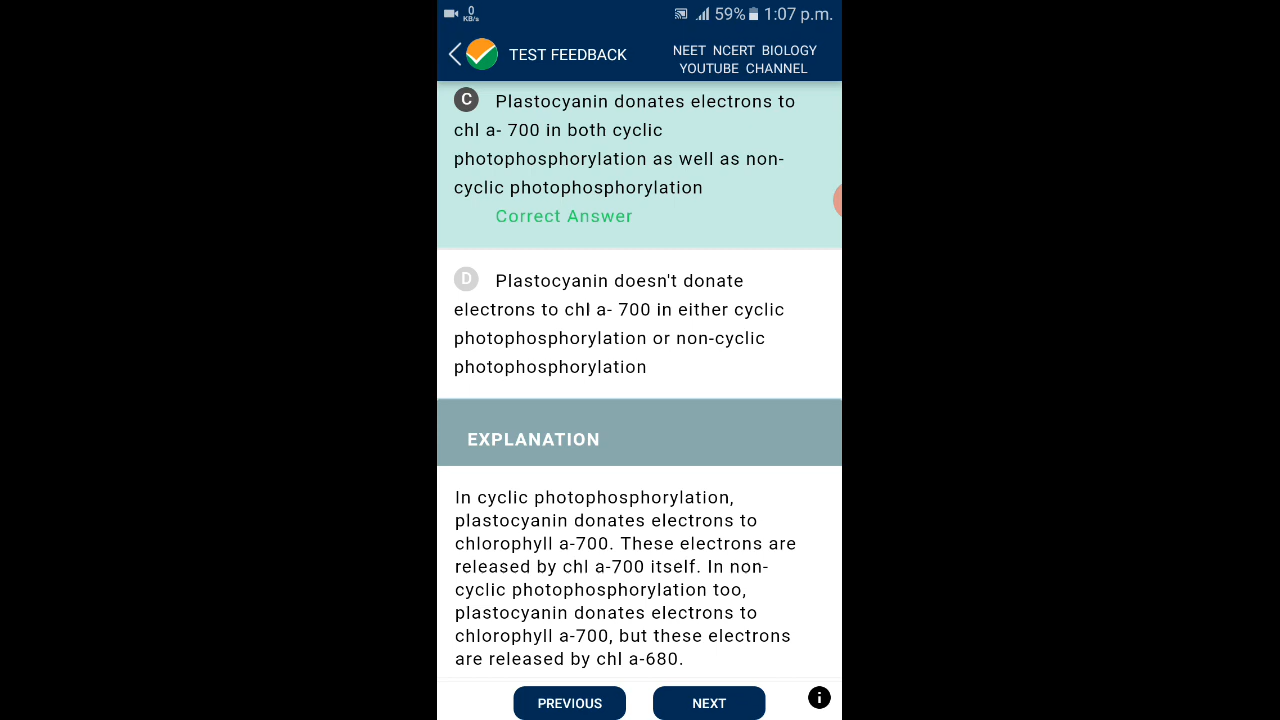 0
KB/s
59% 1:07 p.m.
TEST FEEDBACK
NEET NCERT BIOLOGY
YOUTUBE CHANNEL
C Plastocyanin donates electrons to
chl a- 700 in both cyclic
photophosphorylation as well as non-
cyclic photophosphorylation
Correct Answer
D Plastocyanin doesn't donate
electrons to chl a- 700 in either cyclic
photophosphorylation or non-cyclic
photophosphorylation
EXPLANATION
In cyclic photophosphorylation,
plastocyanin donates electrons to
chlorophyll a-700. These electrons are
released by chl a-700 itself. In non-
cyclic photophosphorylation too,
plastocyanin donates electrons to
chlorophyll a-700, but these electrons
are released by chl a-680.
PREVIOUS
NEXT
i